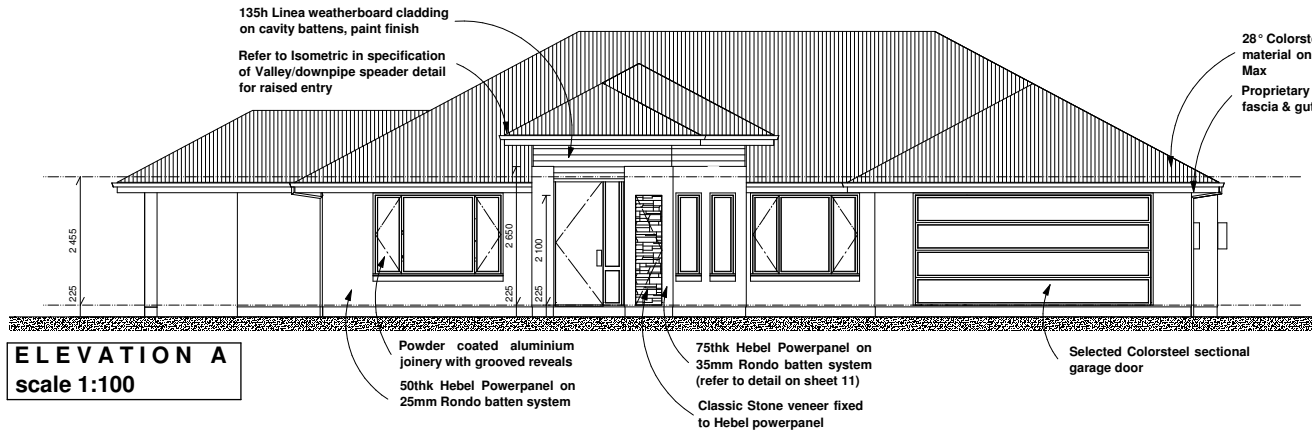 135h Linea weatherboard cladding
on cavity battens, paint finish
Refer to Isometric in specification
of Valley/downpipe speader detail
for raised entry
28° Colorst
material on
Max
Proprietary
fascia & gut
2 455
225
2 650
225
2 100
225
Powder coated aluminium
joinery with grooved reveals
50thk Hebel Powerpanel on
25mm Rondo batten system
75thk Hebel Powerpanel on
35mm Rondo batten system
(refer to detail on sheet 11)
Classic Stone veneer fixed
to Hebel powerpanel
Selected Colorsteel sectional
garage door
ELEVATION A
scale 1:100